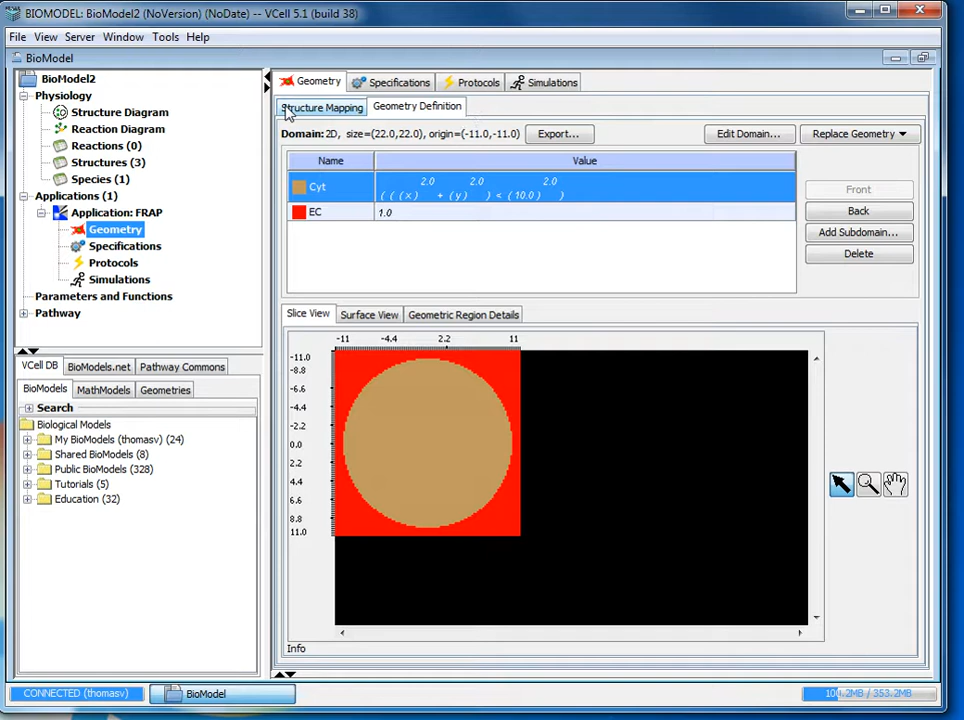 BIOMODEL: BioModel2 (NoVersion) (NoDate) -- VCell 5.1 (build 38)
File View Server Window Tools Help
BioModel
BioModel2
Physiology
Structure Diagram
Reaction Diagram
Reactions (0)
Structures (3)
Species (1)
Applications (1)
Application: FRAP
Geometry
Specifications
Protocols
Simulations
Parameters and Functions
Pathway
VCell DB BioModels.net Pathway Commons
BioModels MathModels Geometries
Search
Biological Models
My BioModels (thomasv) (24)
Shared BioModels (8)
Public BioModels (328)
Tutorials (5)
Education (32)
Geometry Specifications Protocols Simulations
Structure Mapping Geometry Definition
Domain: 2D, size=(22.0,22.0), origin=(-11.0,-11.0) Export... Edit Domain... Replace Geometry
Name Value
2.0 2.0 2.0
Cyt ( ( ( (x) + (y) ) < (10.0) )
EC 1.0
Front
Back
Add Subdomain...
Delete
Slice View Surface View Geometric Region Details
-11 -4.4 2.2 11
-11.0
-8.8
-6.6
-4.4
-2.2
0.0
2.2
4.4
6.6
8.8
11.0
Info
CONNECTED (thomasv) BioModel 100.2MB / 353.2MB